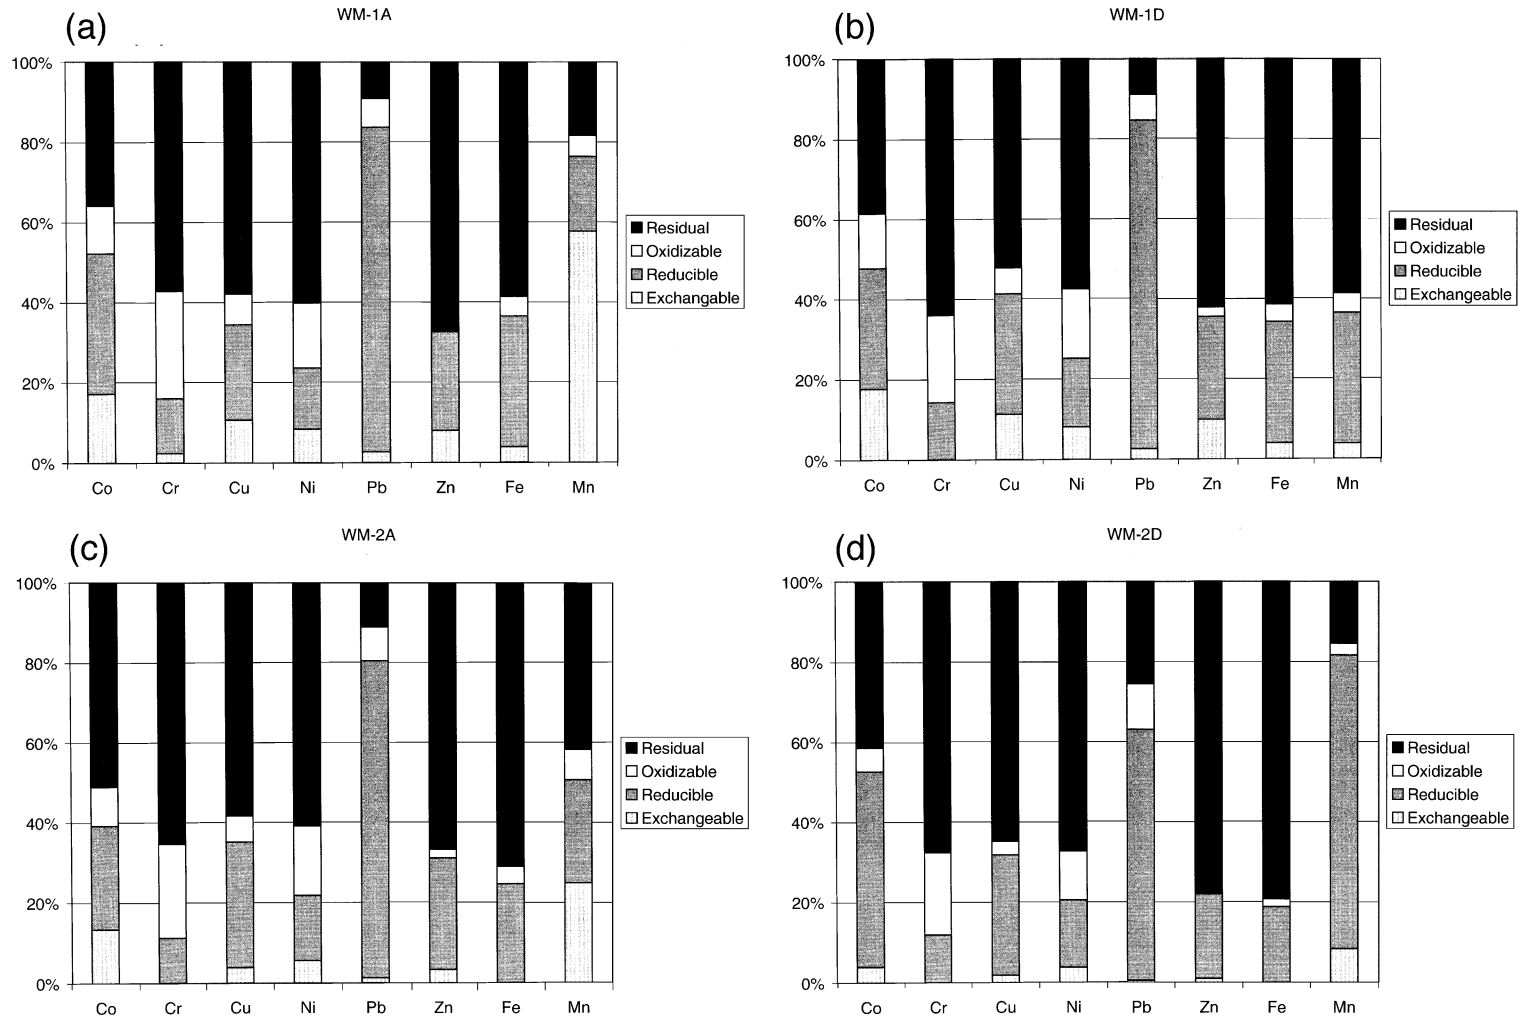 (a)
WM-1A
100%
80%
60%
40%
20%
0%
Co Cr Cu Ni Pb Zn Fe Mn
Residual
Oxidizable
Reducible
Exchangable
(b)
WM-1D
100%
80%
60%
40%
20%
0%
Co Cr Cu Ni Pb Zn Fe Mn
Residual
Oxidizable
Reducible
Exchangeable
(c)
WM-2A
100%
80%
60%
40%
20%
0%
Co Cr Cu Ni Pb Zn Fe Mn
Residual
Oxidizable
Reducible
Exchangeable
(d)
WM-2D
100%
80%
60%
40%
20%
0%
Co Cr Cu Ni Pb Zn Fe Mn
Residual
Oxidizable
Reducible
Exchangeable